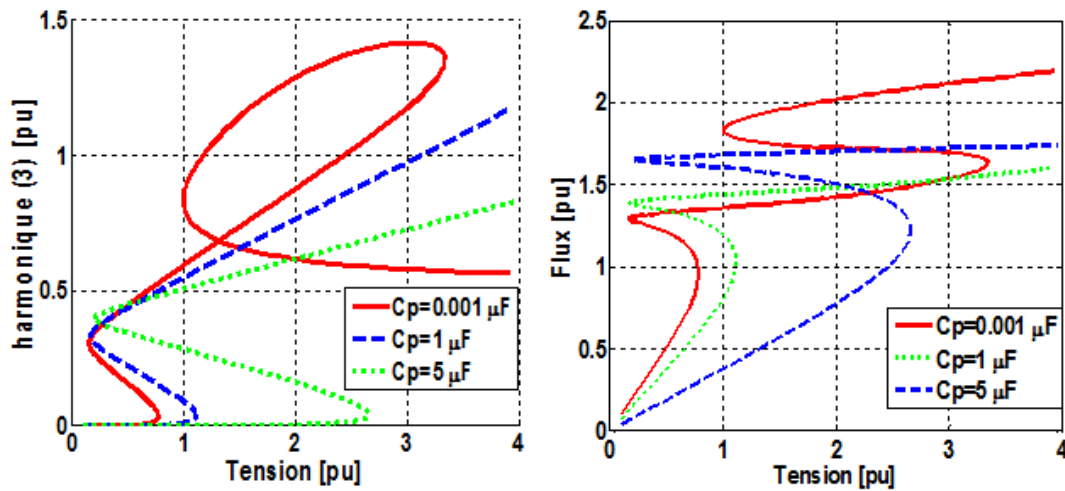 harmonique (3) [pu]
1.5
1
0.5
0
0
1
2
3
4
Tension [pu]
Cp=0.001 µF
Cp=1 µF
Cp=5 µF
Flux [pu]
2.5
2
1.5
1
0.5
0
0
1
2
3
4
Tension [pu]
Cp=0.001 µF
Cp=1 µF
Cp=5 µF